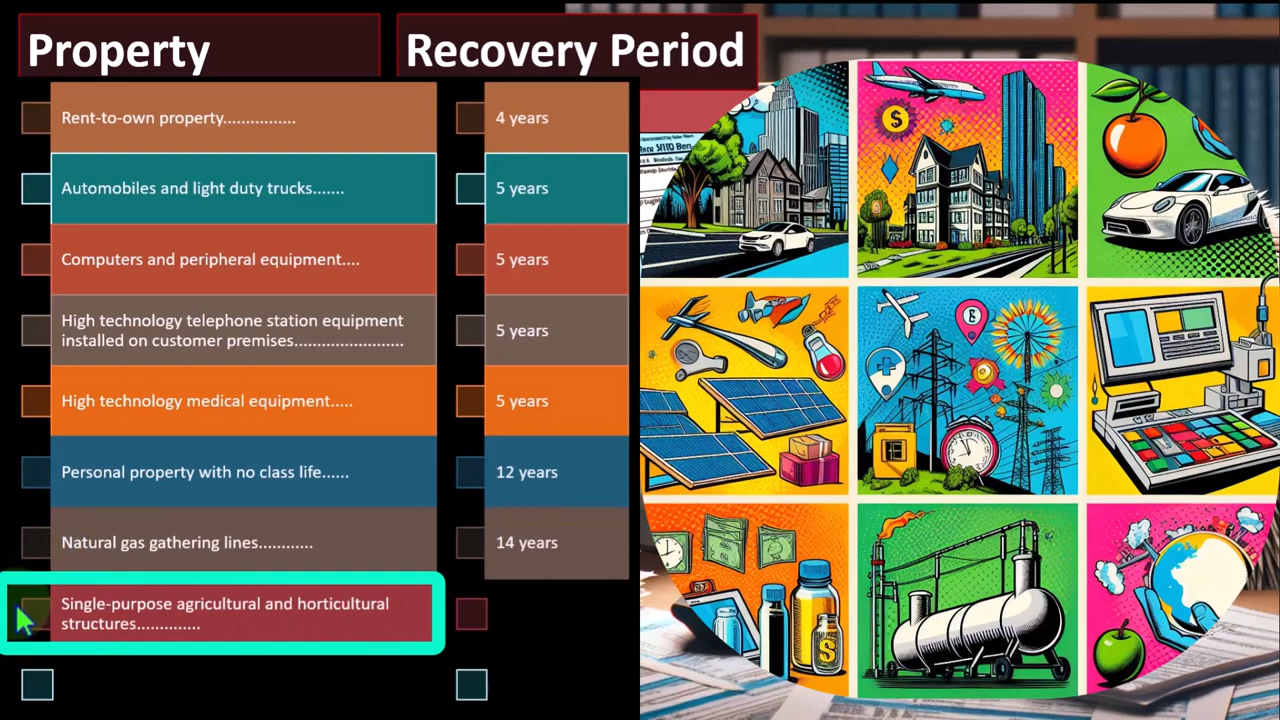 Property
Recovery Period
Rent-to-own property................
4 years
Automobiles and light duty trucks.......
5 years
Computers and peripheral equipment....
5 years
High technology telephone station equipment
installed on customer premises........................
5 years
High technology medical equipment.....
5 years
Personal property with no class life......
12 years
Natural gas gathering lines............
14 years
Single-purpose agricultural and horticultural
structures..............
$
$